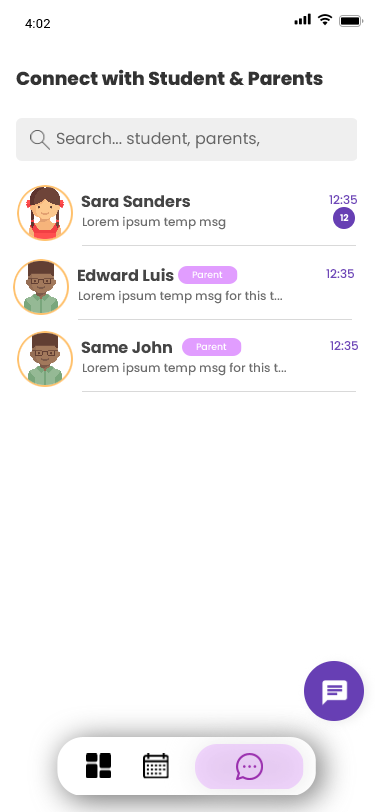 4:02
Connect with Student & Parents
Search... student, parents,
Sara Sanders 12:35
Lorem ipsum temp msg 12
Edward Luis Parent 12:35
Lorem ipsum temp msg for this t...
Same John Parent 12:35
Lorem ipsum temp msg for this t...